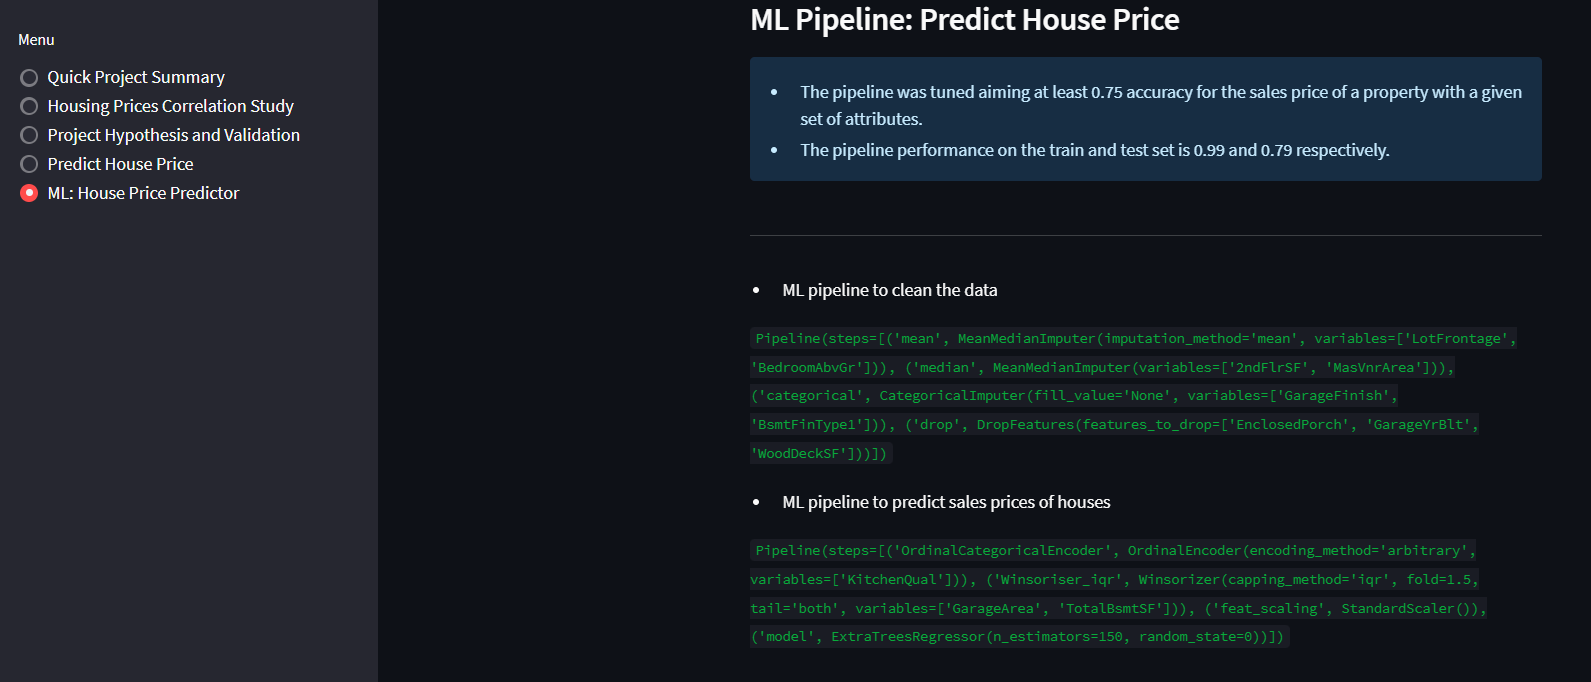 Menu
Quick Project Summary
Housing Prices Correlation Study
Project Hypothesis and Validation
Predict House Price
ML: House Price Predictor
ML Pipeline: Predict House Price
• The pipeline was tuned aiming at least 0.75 accuracy for the sales price of a property with a given
set of attributes.
• The pipeline performance on the train and test set is 0.99 and 0.79 respectively.
• ML pipeline to clean the data
Pipeline(steps=[('mean', MeanMedianImputer(imputation_method='mean', variables=['LotFrontage',
'BedroomAbvGr'])), ('median', MeanMedianImputer(variables=['2ndFlrSF', 'MasVnrArea'])),
('categorical', CategoricalImputer(fill_value='None', variables=['GarageFinish',
'BsmtFinType1'])), ('drop', DropFeatures(features_to_drop=['EnclosedPorch', 'GarageYrBlt',
'WoodDeckSF']))])
• ML pipeline to predict sales prices of houses
Pipeline(steps=[('OrdinalCategoricalEncoder', OrdinalEncoder(encoding_method='arbitrary',
variables=['KitchenQual'])), ('Winsoriser_iqr', Winsorizer(capping_method='iqr', fold=1.5,
tail='both', variables=['GarageArea', 'TotalBsmtSF'])), ('feat_scaling', StandardScaler()),
('model', ExtraTreesRegressor(n_estimators=150, random_state=0))])